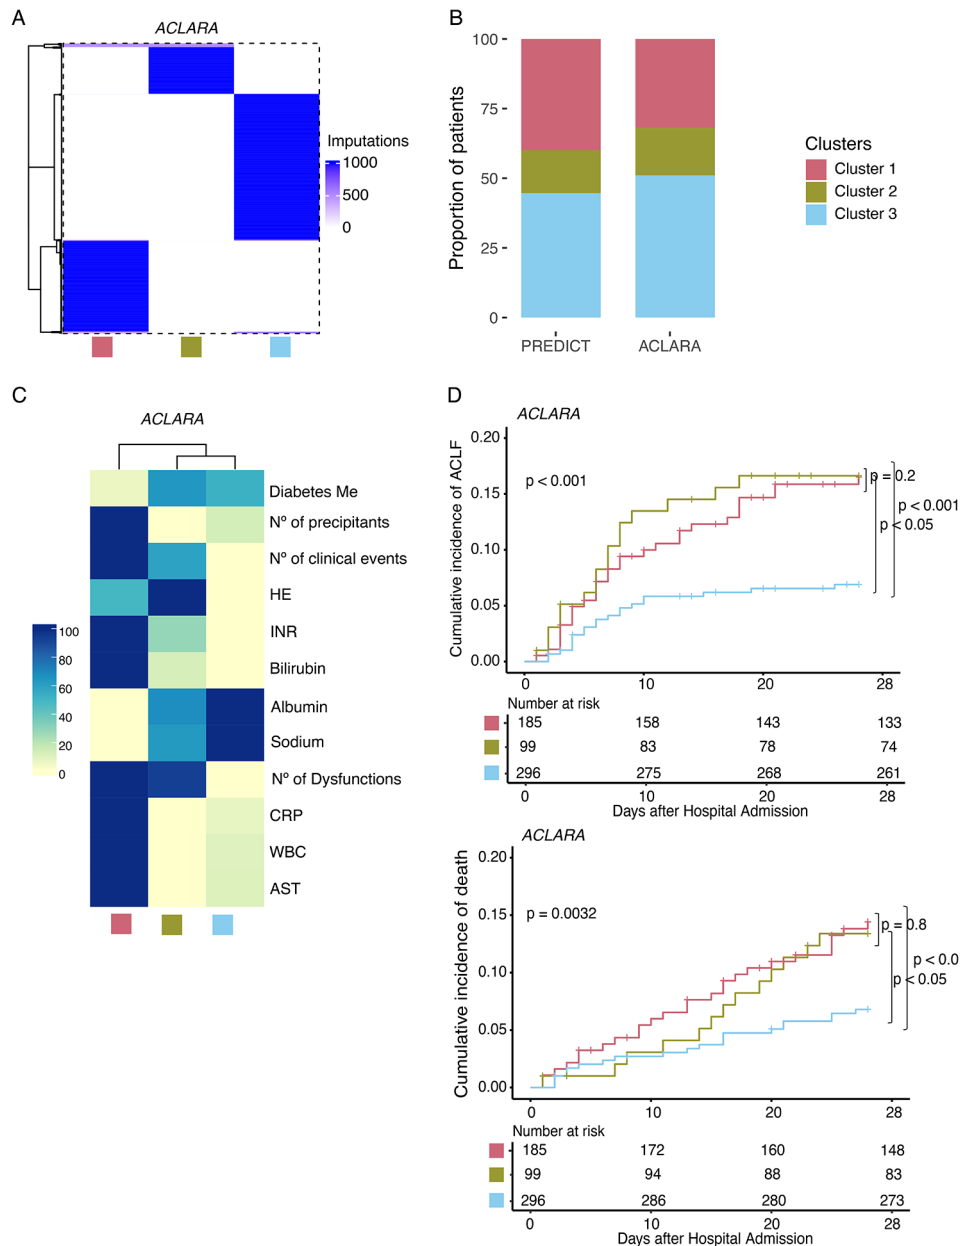 A
ACLARA
Imputations
1000
500
0
B
Proportion of patients
100
75
50
25
0
PREDICT
ACLARA
Clusters
Cluster 1
Cluster 2
Cluster 3
C
ACLARA
100
80
60
40
20
0
Diabetes Me
Nº of precipitants
Nº of clinical events
HE
INR
Bilirubin
Albumin
Sodium
Nº of Dysfunctions
CRP
WBC
AST
D
ACLARA
Cumulative incidence of ACLF
0.20
0.15
0.10
0.05
0.00
p < 0.001
p = 0.2
p < 0.001
p < 0.05
0 10 20 28
Number at risk
185 158 143 133
99 83 78 74
296 275 268 261
0 10 20 28
Days after Hospital Admission
ACLARA
Cumulative incidence of death
0.20
0.15
0.10
0.05
0.00
p = 0.0032
p = 0.8
p < 0.0
p < 0.05
0 10 20 28
Number at risk
185 172 160 148
99 94 88 83
296 286 280 273
0 10 20 28
Days after Hospital Admission